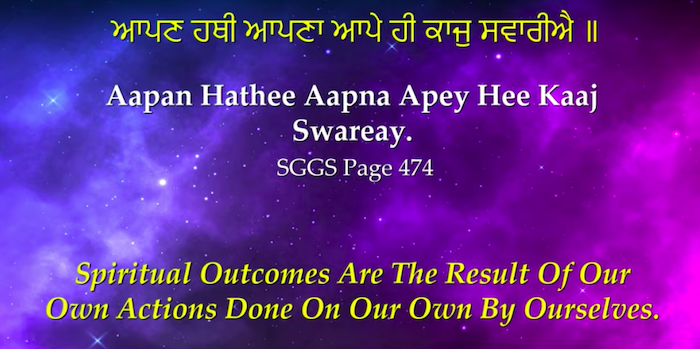 ਆਪਣ ਹਥੀ ਆਪਣਾ ਆਪੇ ਹੀ ਕਾਜੁ ਸਵਾਰੀਐ ॥
Aapan Hathee Aapna Apey Hee Kaaj
Swareay.
SGGS Page 474
Spiritual Outcomes Are The Result Of Our
Own Actions Done On Our Own By Ourselves.